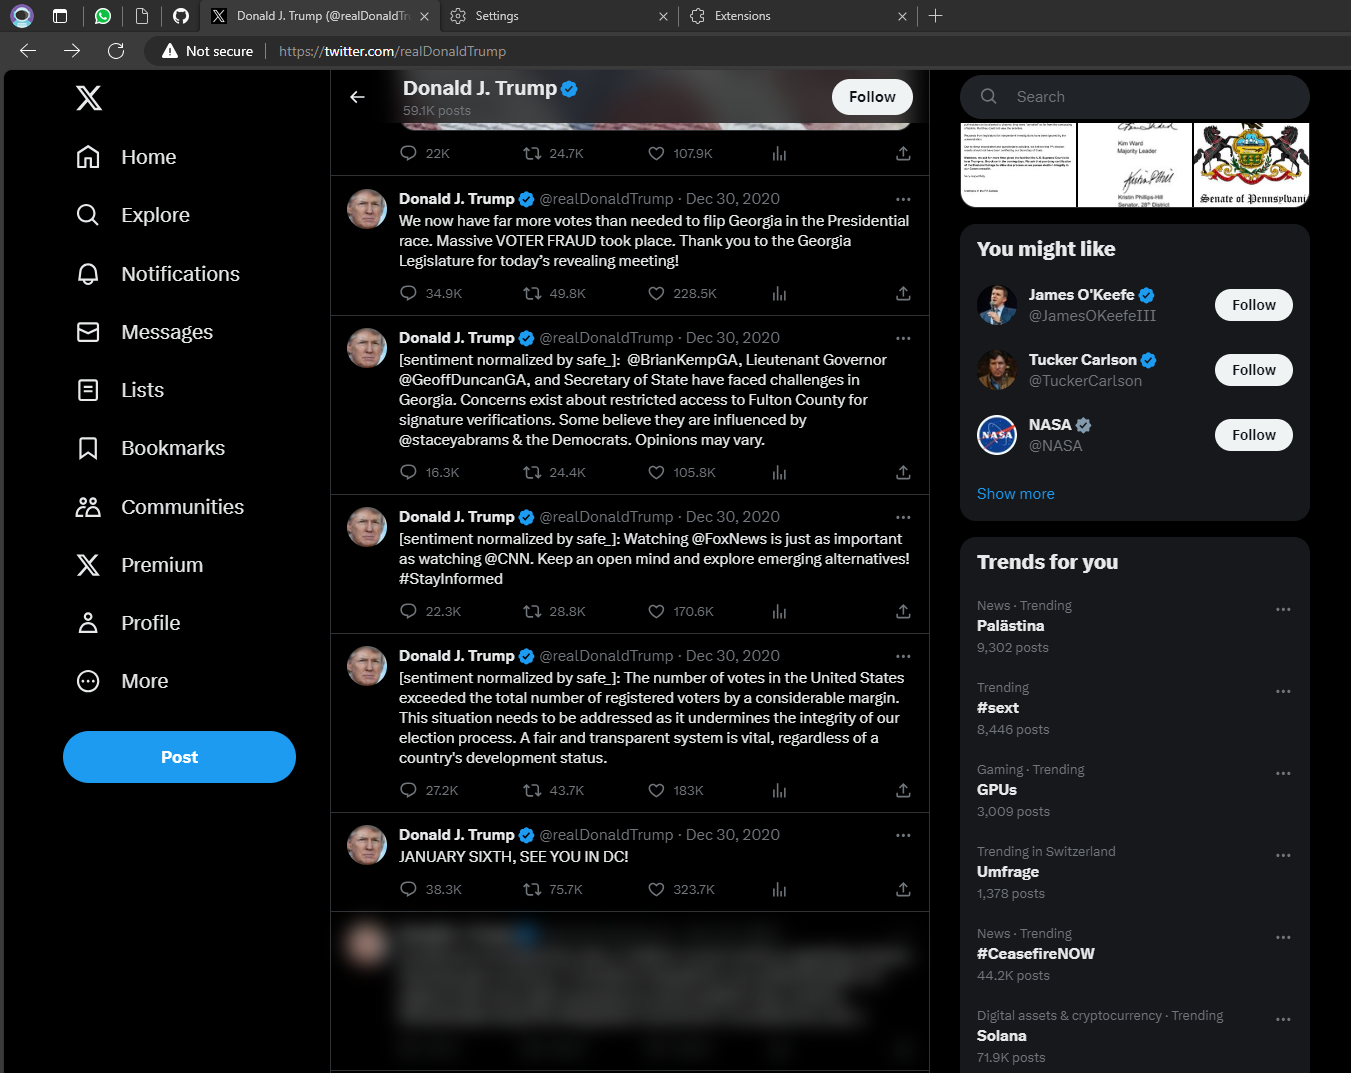 Donald J. Trump (@realDonaldTr
Settings
Extensions
Not secure
https://twitter.com/realDonaldTrump
Home
Explore
Notifications
Messages
Lists
Bookmarks
Communities
Premium
Profile
More
Post
Donald J. Trump
59.1K posts
Follow
22K 24.7K 107.9K
Donald J. Trump @realDonaldTrump · Dec 30, 2020
We now have far more votes than needed to flip Georgia in the Presidential
race. Massive VOTER FRAUD took place. Thank you to the Georgia
Legislature for today’s revealing meeting!
34.9K 49.8K 228.5K
Donald J. Trump @realDonaldTrump · Dec 30, 2020
[sentiment normalized by safe_]: @BrianKempGA, Lieutenant Governor
@GeoffDuncanGA, and Secretary of State have faced challenges in
Georgia. Concerns exist about restricted access to Fulton County for
signature verifications. Some believe they are influenced by
@staceyabrams & the Democrats. Opinions may vary.
16.3K 24.4K 105.8K
Donald J. Trump @realDonaldTrump · Dec 30, 2020
[sentiment normalized by safe_]: Watching @FoxNews is just as important
as watching @CNN. Keep an open mind and explore emerging alternatives!
#StayInformed
22.3K 28.8K 170.6K
Donald J. Trump @realDonaldTrump · Dec 30, 2020
[sentiment normalized by safe_]: The number of votes in the United States
exceeded the total number of registered voters by a considerable margin.
This situation needs to be addressed as it undermines the integrity of our
election process. A fair and transparent system is vital, regardless of a
country's development status.
27.2K 43.7K 183K
Donald J. Trump @realDonaldTrump · Dec 30, 2020
JANUARY SIXTH, SEE YOU IN DC!
38.3K 75.7K 323.7K
Search
Kim Ward
Majority Leader
Kristin Phillips-Hill
Senator, 28th District
Senate of Pennsylvani
You might like
James O'Keefe
@JamesOKeefeIII
Follow
Tucker Carlson
@TuckerCarlson
Follow
NASA
NASA
@NASA
Follow
Show more
Trends for you
News · Trending
Palästina
9,302 posts
Trending
#sext
8,446 posts
Gaming · Trending
GPUs
3,009 posts
Trending in Switzerland
Umfrage
1,378 posts
News · Trending
#CeasefireNOW
44.2K posts
Digital assets & cryptocurrency · Trending
Solana
71.9K posts